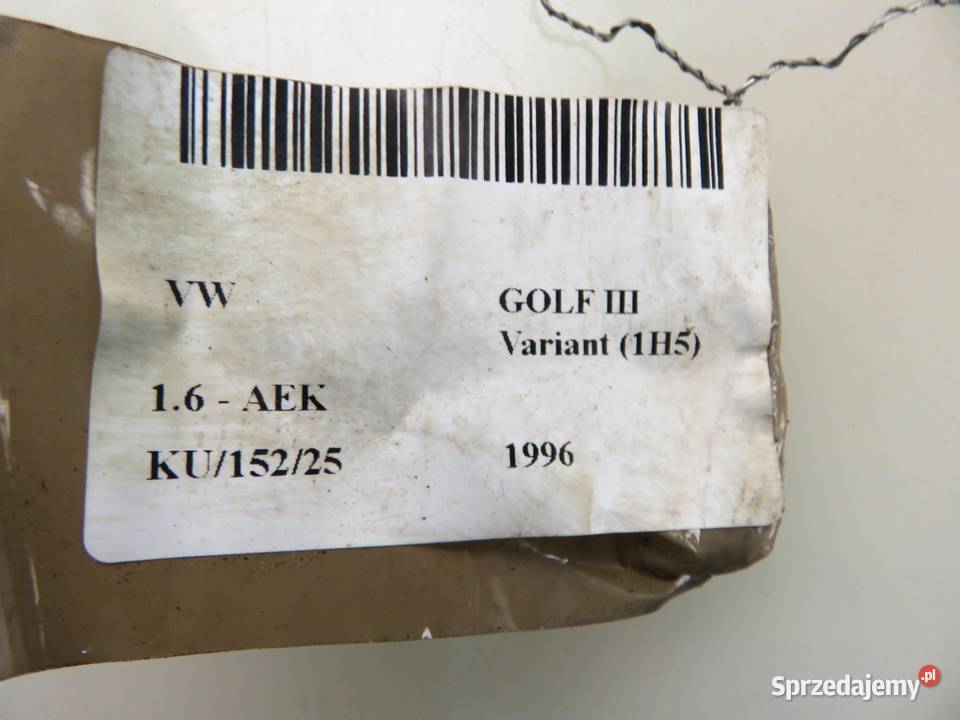 VW
GOLF III
Variant (1H5)
1.6 - AEK
KU/152/25
1996
Sprzedajemy.pl